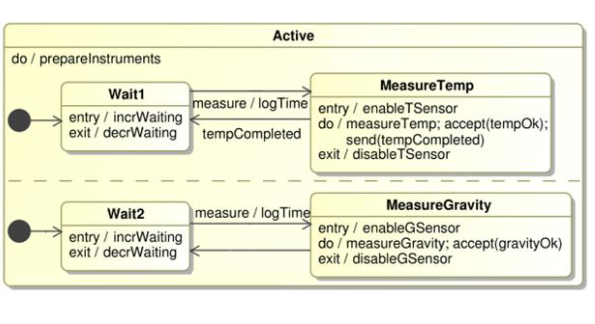 Active
do / prepareInstruments
Wait1
entry / incrWaiting
exit / decrWaiting
measure / logTime
tempCompleted
MeasureTemp
entry / enableTSensor
do / measureTemp; accept(tempOk);
send(tempCompleted)
exit / disableTSensor
Wait2
entry / incrWaiting
exit / decrWaiting
measure / logTime
MeasureGravity
entry / enableGSensor
do / measureGravity; accept(gravityOk)
exit / disableGSensor